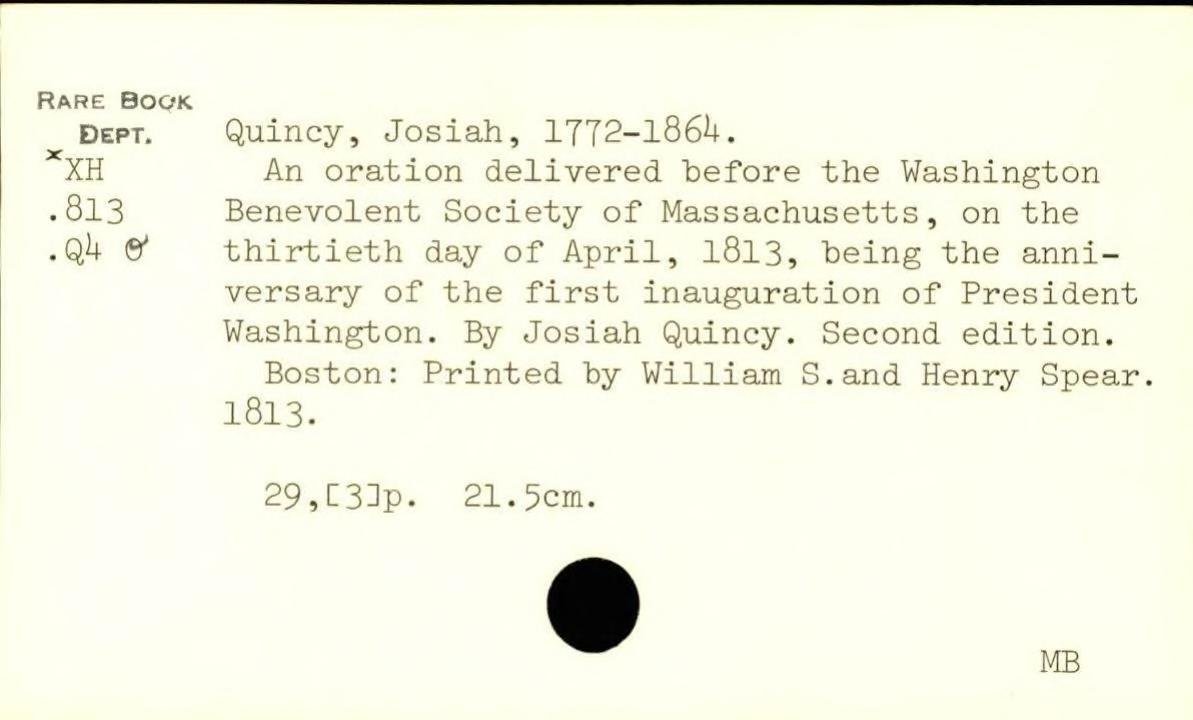 RARE BOOK
DEPT.
Quincy, Josiah, 1772-1864.
xXH
An oration delivered before the Washington
.813
Benevolent Society of Massachusetts, on the
.Q4
thirtieth day of April, 1813, being the anni-
versary of the first inauguration of President
Washington. By Josiah Quincy. Second edition.
Boston: Printed by William S.and Henry Spear.
1813.
29,[3]p. 21.5cm.
MB